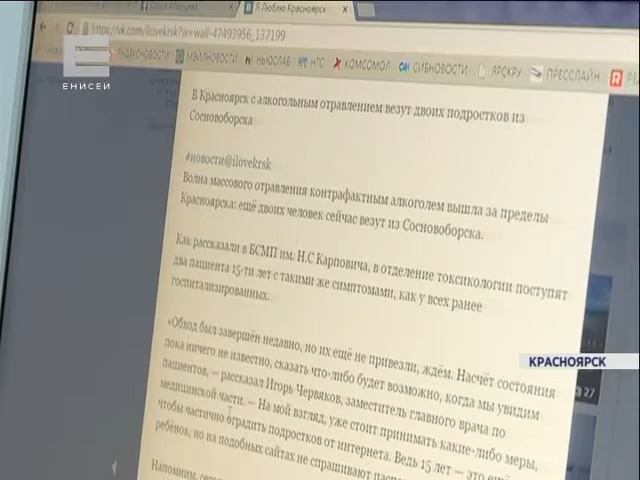 Я Люблю Красноярск
https://vk.com/ilovekrsk?w=wall-47493956_137199
ЯНДЕКСНОВОСТИ МЭЙЛНОВОСТИ НЬЮСЛАБ НГС КОМСОМОЛ СИБНОВОСТИ ЯРСКРУ ПРЕССЛАЙН
ЕНИСЕЙ
В Красноярск с алкогольным отравлением везут двоих подростков из
Сосновоборска
#новости@ilovekrsk
Волна массового отравления контрафактным алкоголем вышла за пределы
Красноярска: ещё двоих человек сейчас везут из Сосновоборска.
Как рассказали в БСМП им. Н.С Карповича, в отделение токсикологии поступят
два пациента 15-ти лет с такими же симптомами, как у всех ранее
госпитализированных.
«Обход был завершён недавно, но их ещё не привезли, ждём. Насчёт состояния
пока ничего не известно, сказать что-либо будет возможно, когда мы увидим
пациентов, — рассказал Игорь Червяков, заместитель главного врача по
медицинской части. — На мой взгляд, уже стоит принимать какие-либо меры,
чтобы частично оградить подростков от интернета. Ведь 15 лет — это ещё
ребёнок, но на подобных сайтах не спрашивают
Напомним,
КРАСНОЯРСК
27